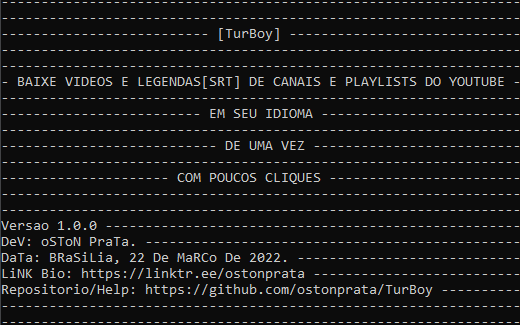 [TurBoy]
- BAIXE VIDEOS E LEGENDAS[SRT] DE CANAIS E PLAYLISTS DO YOUTUBE -
EM SEU IDIOMA
DE UMA VEZ
COM POUCOS CLIQUES
Versao 1.0.0
DeV: oSToN PraTa.
DaTa: BRaSiLia, 22 De MaRCo De 2022.
LiNK Bio: https://linktr.ee/ostonprata
Repositorio/Help: https://github.com/ostonprata/TurBoy